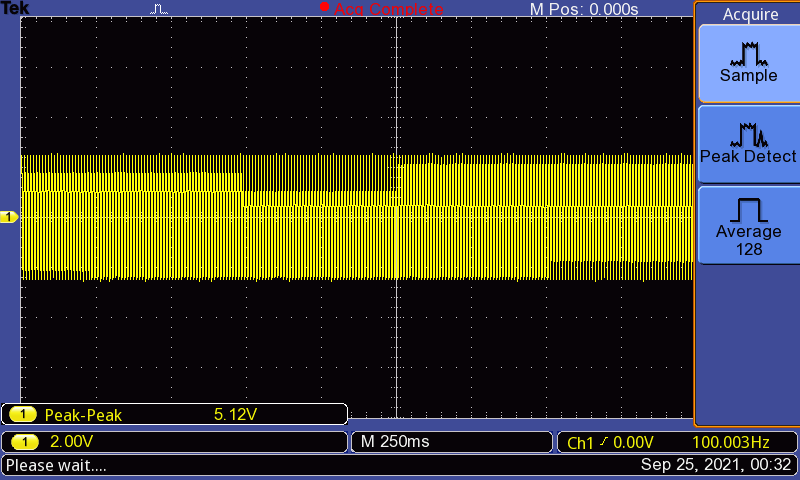 Tek
Acq Complete
M Pos: 0.000s
Acquire
Sample
Peak Detect
Average
128
1
1 Peak-Peak 5.12V
1 2.00V
M 250ms
Ch1 0.00V 100.003Hz
Please wait....
Sep 25, 2021, 00:32